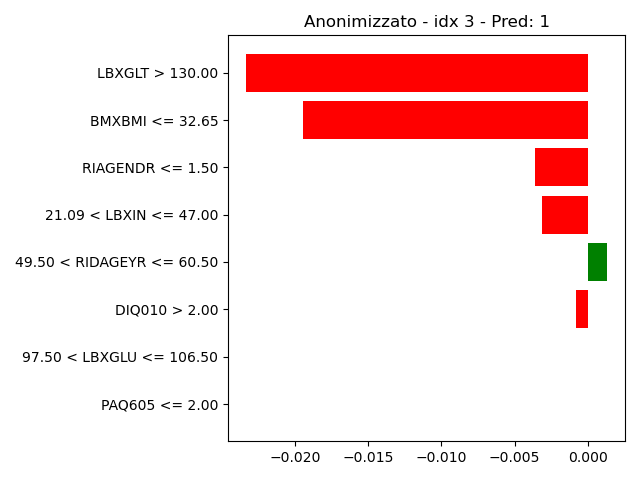 Anonimizzato - idx 3 - Pred: 1
LBXGLT > 130.00
BMXBMI <= 32.65
RIAGENDR <= 1.50
21.09 < LBXIN <= 47.00
49.50 < RIDAGEYR <= 60.50
DIQ010 > 2.00
97.50 < LBXGLU <= 106.50
PAQ605 <= 2.00
−0.020 −0.015 −0.010 −0.005 0.000